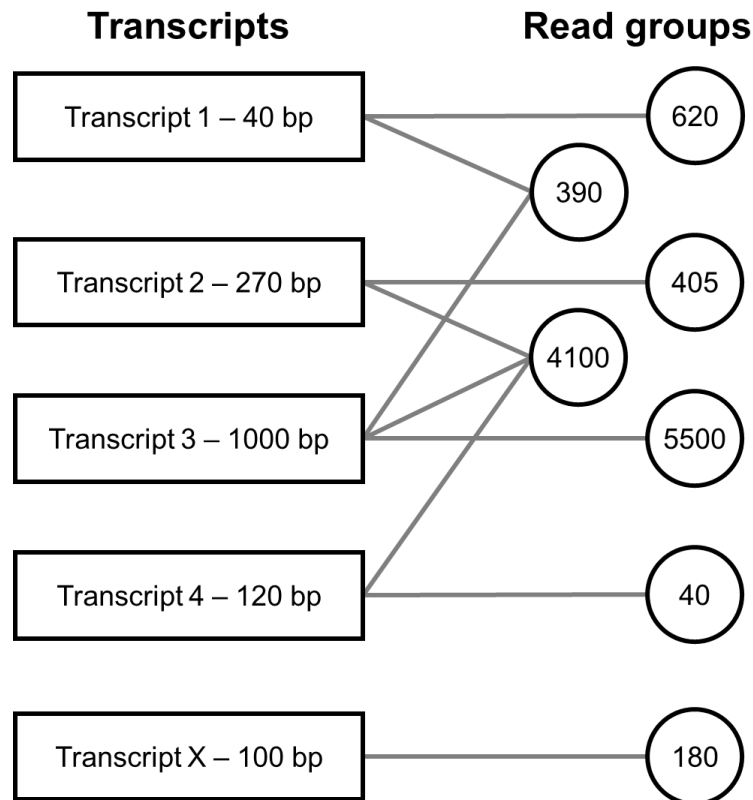 Transcripts Read groups
Transcript 1 – 40 bp
620
390
Transcript 2 – 270 bp
405
4100
Transcript 3 – 1000 bp
5500
Transcript 4 – 120 bp
40
Transcript X – 100 bp
180